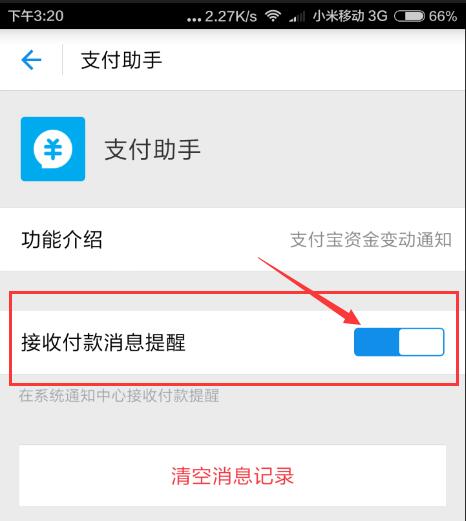 下午3:20 ...2.27K/s 小米移动 3G 66%
支付助手
支付助手
功能介绍 支付宝资金变动通知
接收付款消息提醒
在系统通知中心接收付款提醒
清空消息记录